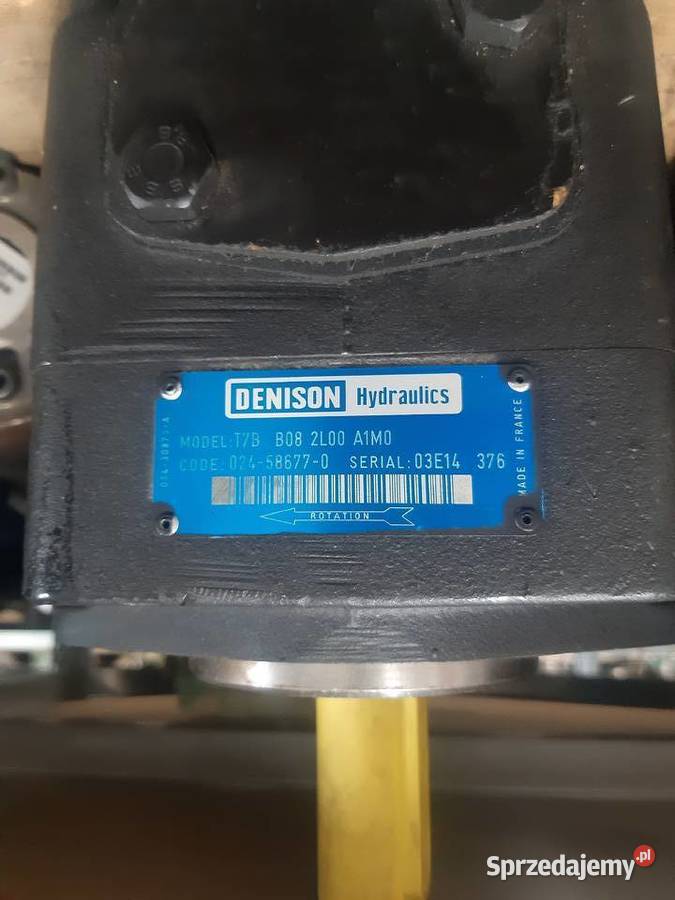 DENISON Hydraulics
MODEL: T7B B08 2L00 A1M0
CODE: 024-58677-0 SERIAL: 03E14 376
ROTATION
MADE IN FRANCE
Sprzedajemy.pl